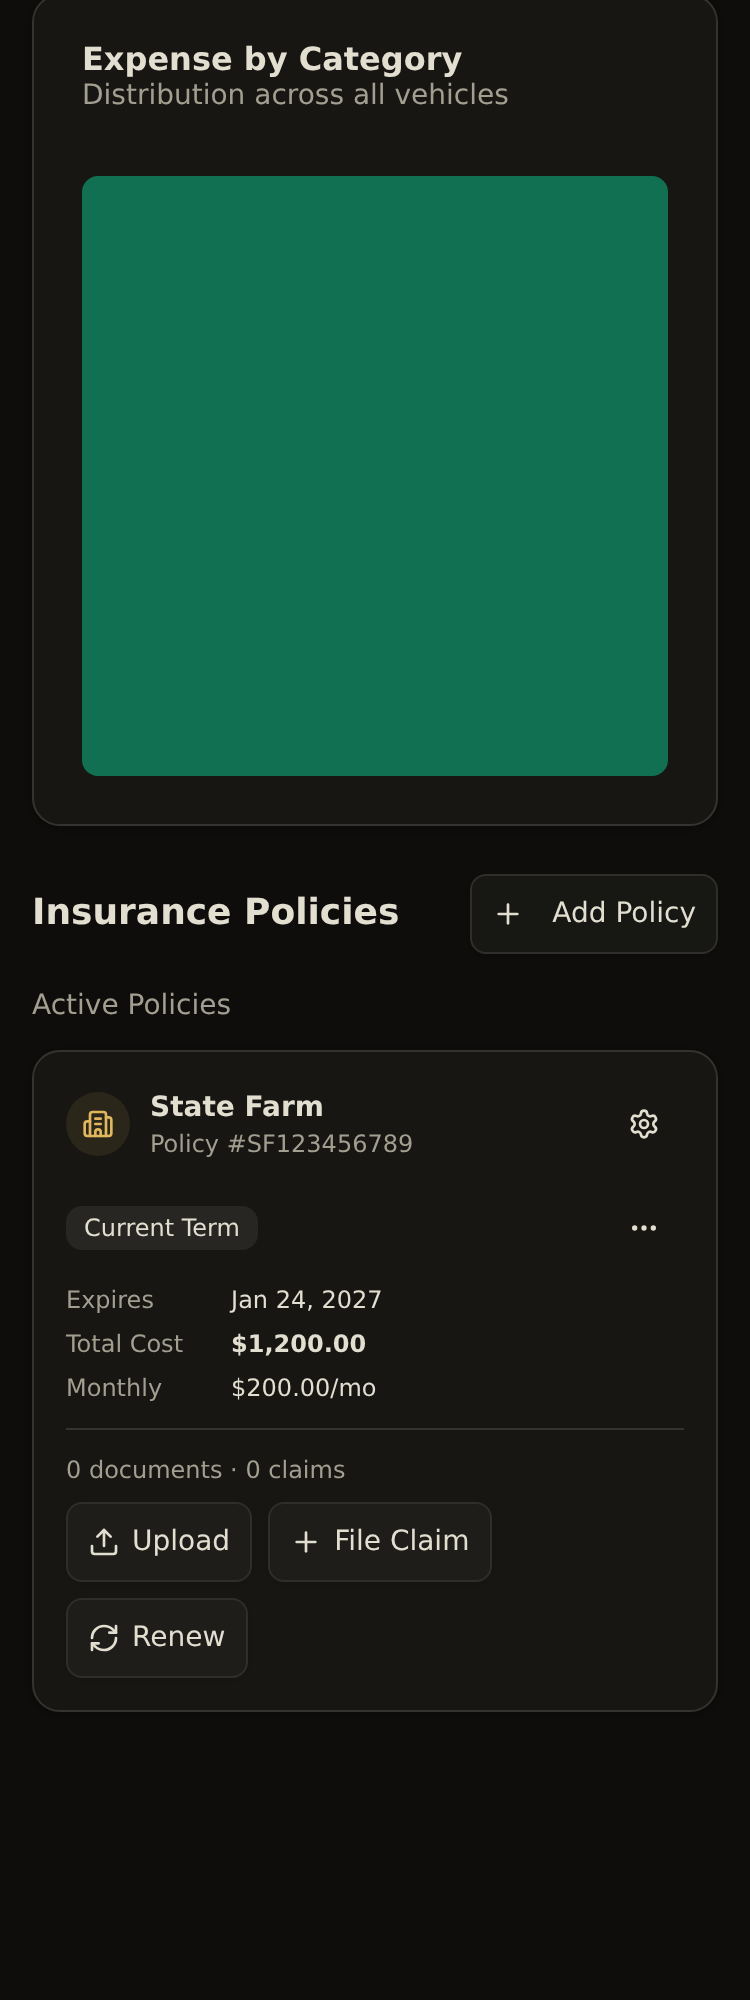 Expense by Category
Distribution across all vehicles
Insurance Policies
Add Policy
Active Policies
State Farm
Policy #SF123456789
Current Term
Expires Jan 24, 2027
Total Cost $1,200.00
Monthly $200.00/mo
0 documents · 0 claims
Upload File Claim
Renew